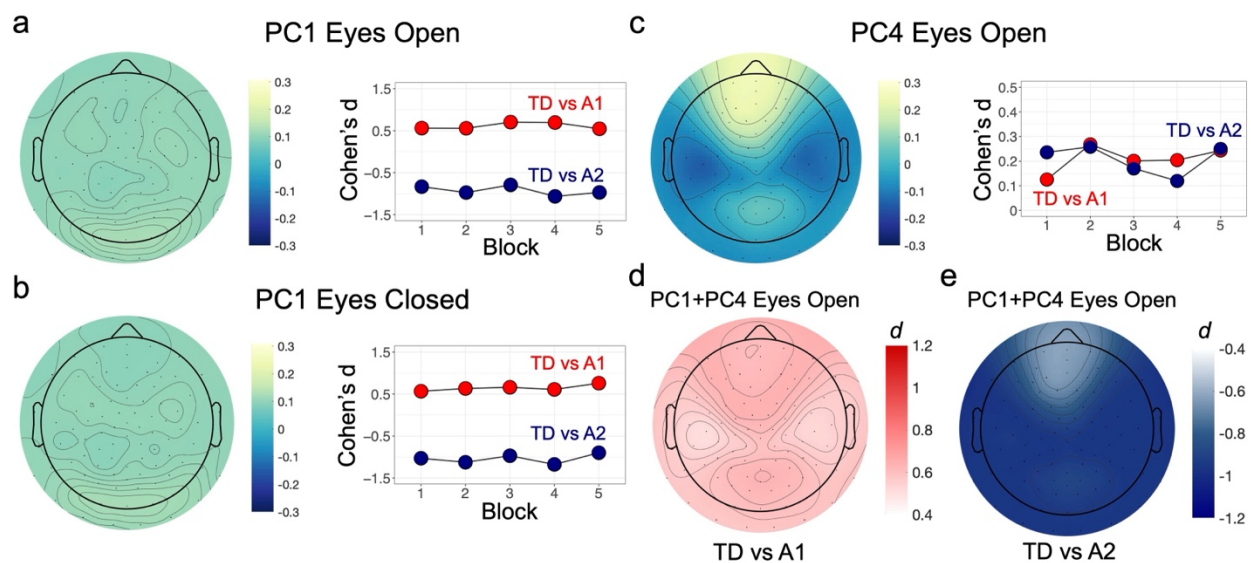 a
PC1 Eyes Open
0.3
0.2
0.1
0
-0.1
-0.2
-0.3
Cohen's d
1.5
0.5
−0.5
−1.5
TD vs A1
TD vs A2
1 2 3 4 5
Block
b
PC1 Eyes Closed
0.3
0.2
0.1
0
-0.1
-0.2
-0.3
Cohen's d
1.5
0.5
−0.5
−1.5
TD vs A1
TD vs A2
1 2 3 4 5
Block
c
PC4 Eyes Open
0.3
0.2
0.1
0
-0.1
-0.2
-0.3
Cohen's d
0.5
0.4
0.3
0.2
0.1
0
TD vs A2
TD vs A1
1 2 3 4 5
Block
d
PC1+PC4 Eyes Open
d
1.2
1
0.8
0.6
0.4
TD vs A1
e
PC1+PC4 Eyes Open
d
-0.4
-0.6
-0.8
-1
-1.2
TD vs A2